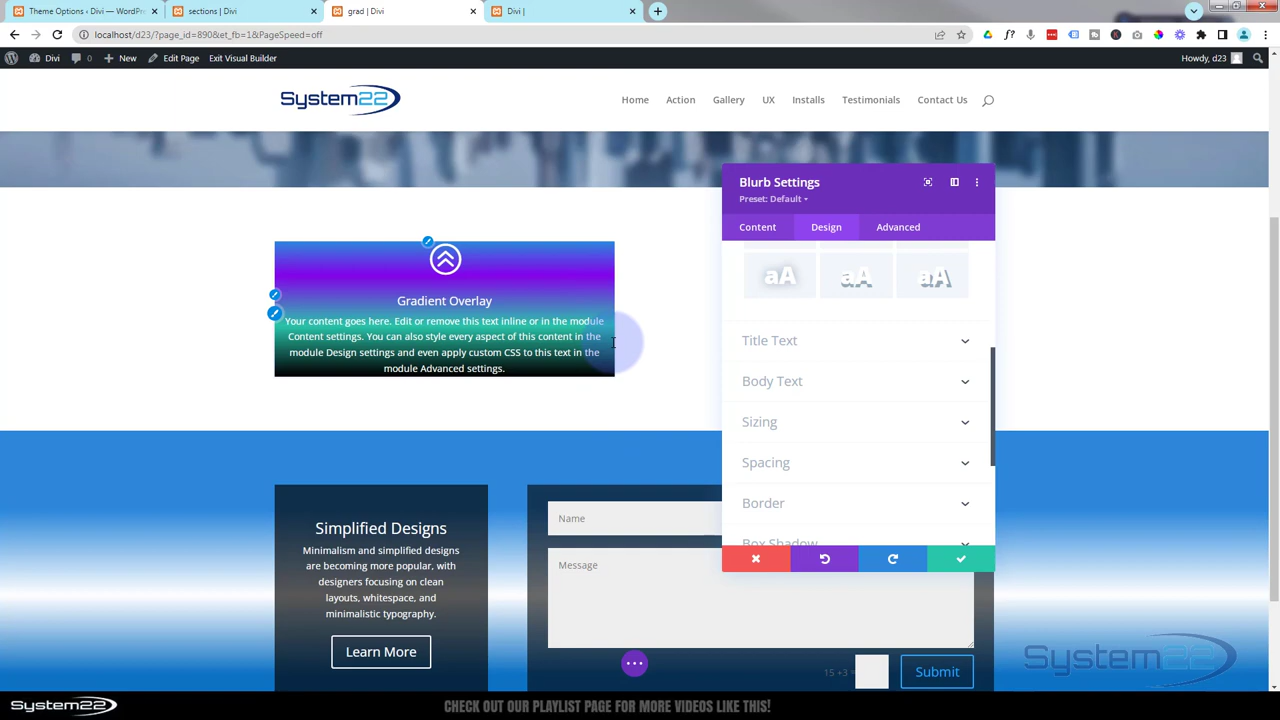 Theme Options ‹ Divi — WordPr
sections | Divi
grad | Divi
Divi |
localhost/d23/?page_id=890&et_fb=1&PageSpeed=off
Divi
0
New
Edit Page
Exit Visual Builder
Howdy, d23
System22
Home
Action
Gallery
UX
Installs
Testimonials
Contact Us
Blurb Settings
Preset: Default
Content
Design
Advanced
aA
aA
aA
Gradient Overlay
Your content goes here. Edit or remove this text inline or in the module
Content settings. You can also style every aspect of this content in the
module Design settings and even apply custom CSS to this text in the
module Advanced settings.
Title Text
Body Text
Sizing
Spacing
Border
Box Shadow
Simplified Designs
Minimalism and simplified designs
are becoming more popular, with
designers focusing on clean
layouts, whitespace, and
minimalistic typography.
Learn More
Name
Message
15 +3 =
Submit
System22
System22
CHECK OUT OUR PLAYLIST PAGE FOR MORE VIDEOS LIKE THIS!